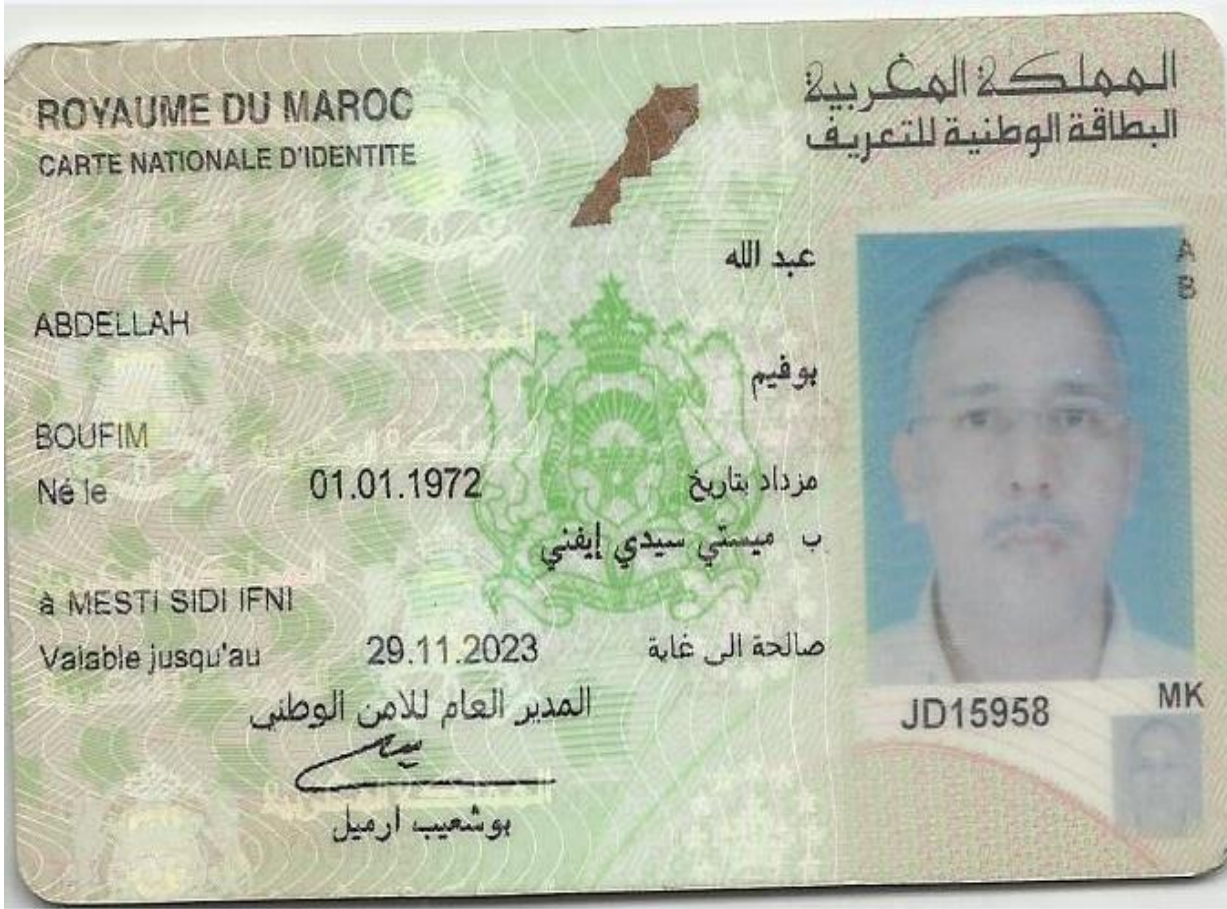 ROYAUME DU MAROC
CARTE NATIONALE D'IDENTITE
المملكة المغربية
البطاقة الوطنية للتعريف
عبد الله
ABDELLAH
بوفيم
BOUFIM
Né le 01.01.1972 مزداد بتاريخ
ب ميستي سيدي إيفني
à MESTI SIDI IFNI
Valable jusqu'au 29.11.2023 صالحة الى غاية
المدير العام للامن الوطني
بوشعيب ارميل
A
B
JD15958
MK